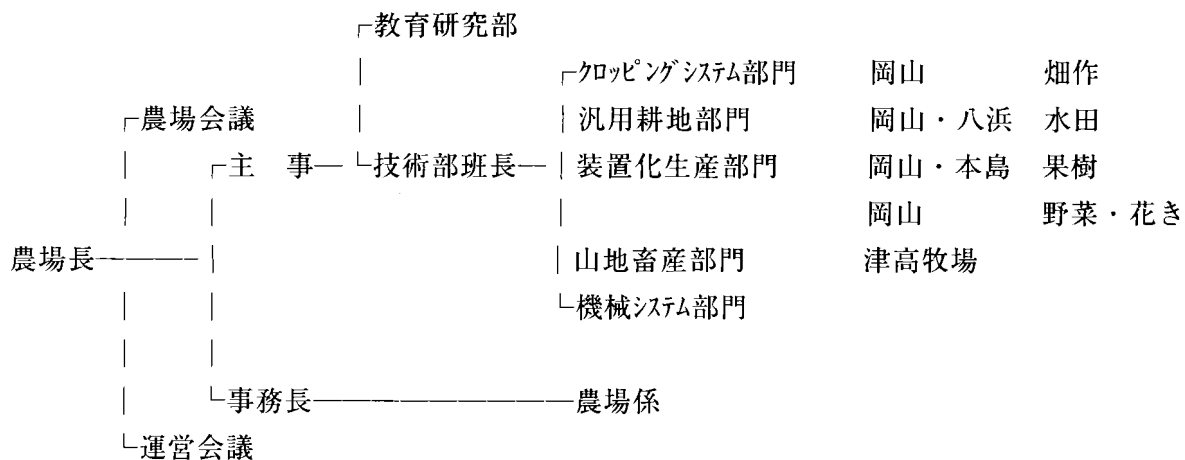 教育研究部
クロッピングシステム部門 岡山 畑作
農場会議 汎用耕地部門 岡山・八浜 水田
主 事 技術部班長 装置化生産部門 岡山・本島 果樹
岡山 野菜・花き
農場長 山地畜産部門 津高牧場
機械システム部門
事務長 農場係
運営会議